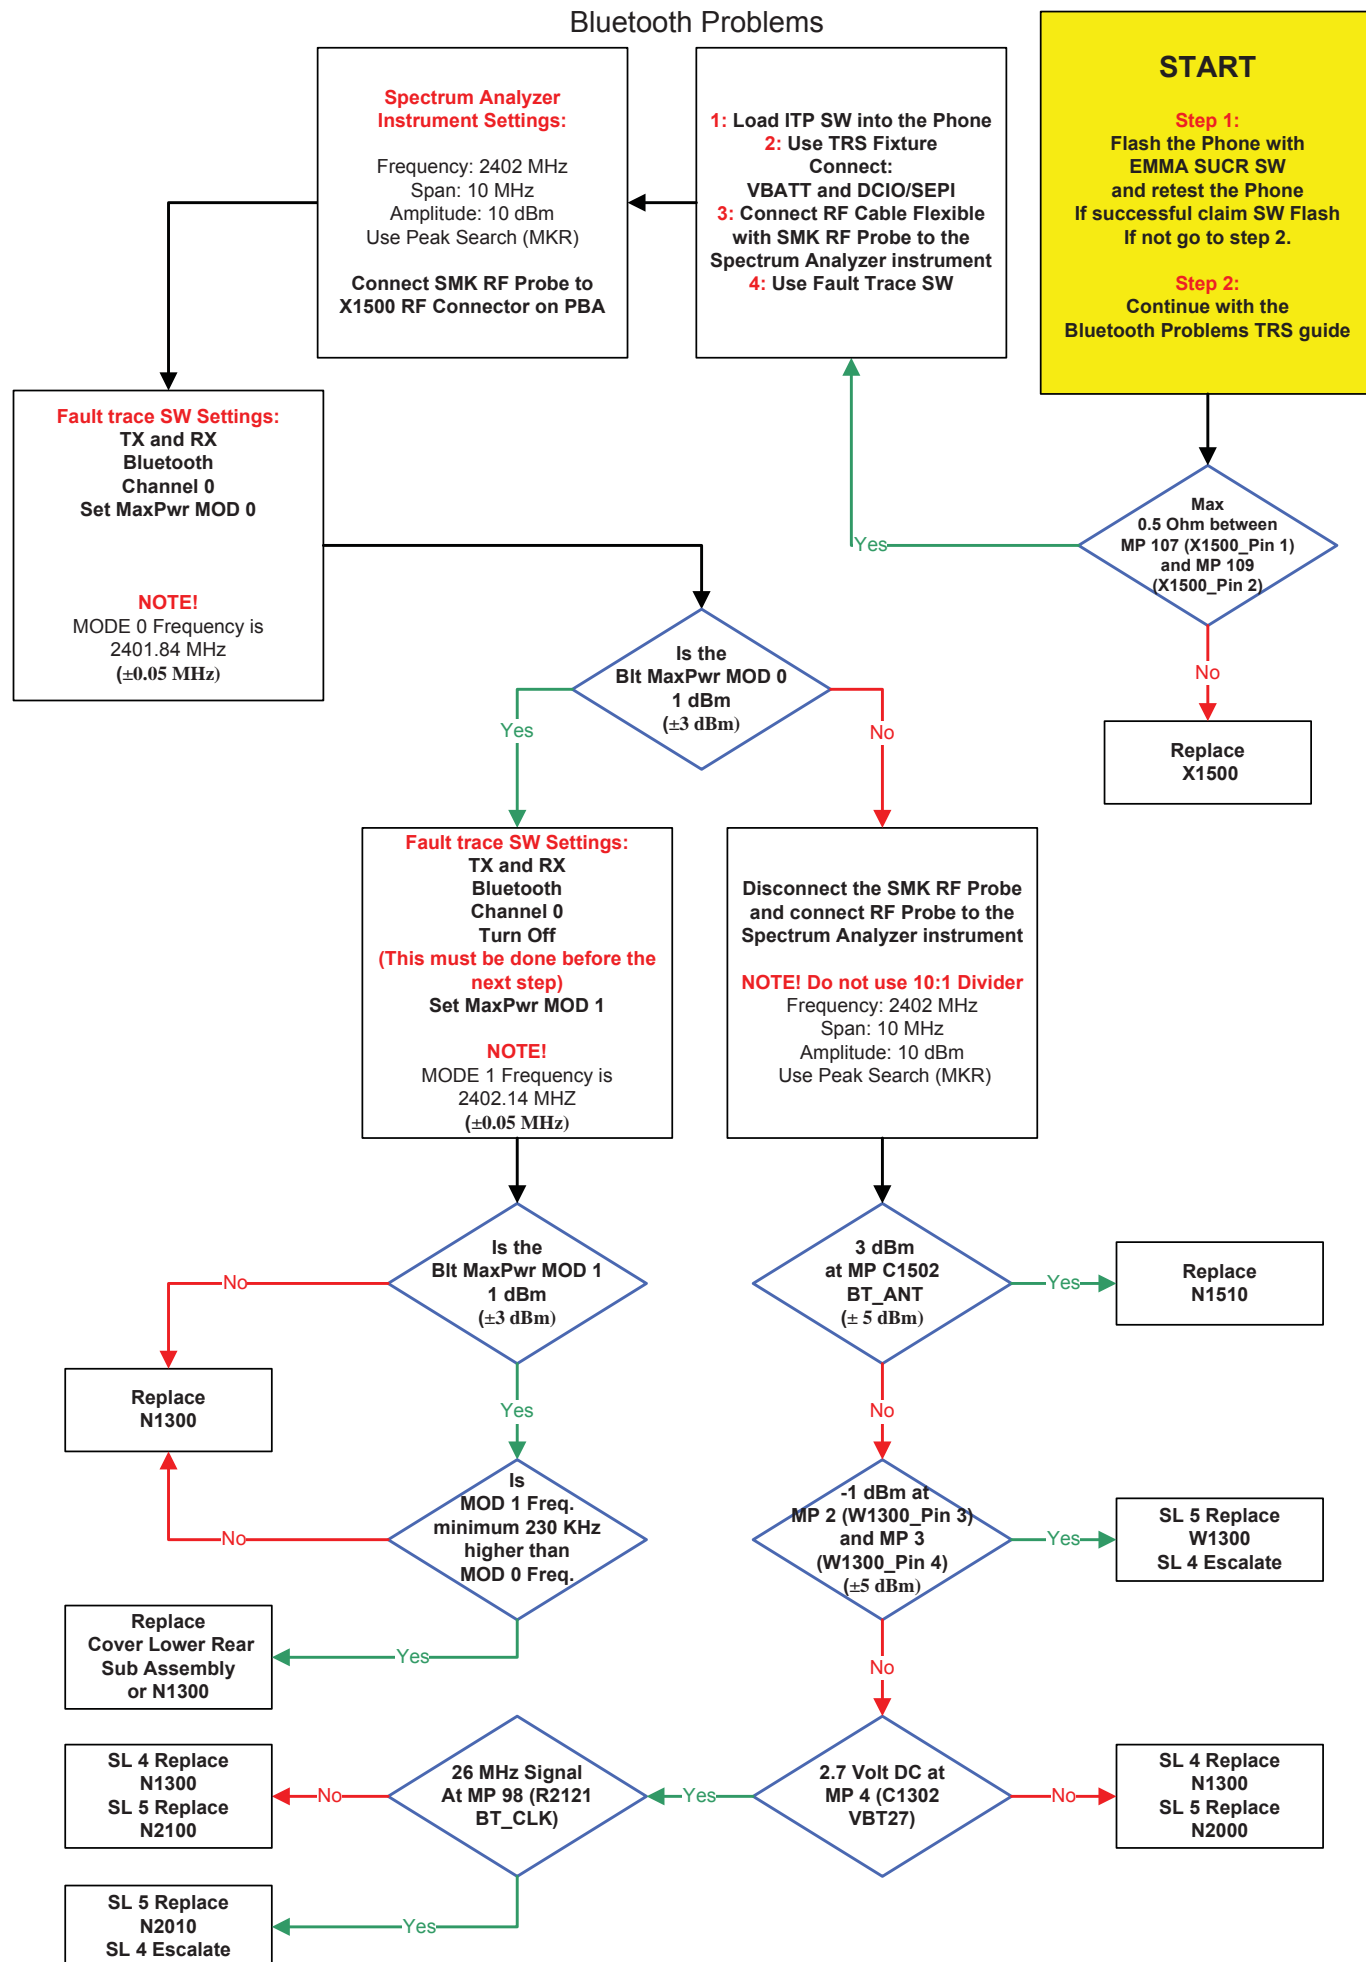 Bluetooth Problems
START
Step 1:
Flash the Phone with
EMMA SUCR SW
and retest the Phone
If successful claim SW Flash
If not go to step 2.
Step 2:
Continue with the
Bluetooth Problems TRS guide
1: Load ITP SW into the Phone
2: Use TRS Fixture
Connect:
VBATT and DCIO/SEPI
3: Connect RF Cable Flexible
with SMK RF Probe to the
Spectrum Analyzer instrument
4: Use Fault Trace SW
Spectrum Analyzer
Instrument Settings:
Frequency: 2402 MHz
Span: 10 MHz
Amplitude: 10 dBm
Use Peak Search (MKR)
Connect SMK RF Probe to
X1500 RF Connector on PBA
Fault trace SW Settings:
TX and RX
Bluetooth
Channel 0
Set MaxPwr MOD 0
NOTE!
MODE 0 Frequency is
2401.84 MHz
(±0.05 MHz)
Max
0.5 Ohm between
MP 107 (X1500_Pin 1)
and MP 109
(X1500_Pin 2)
Yes
No
Replace
X1500
Is the
Blt MaxPwr MOD 0
1 dBm
(±3 dBm)
Yes
No
Fault trace SW Settings:
TX and RX
Bluetooth
Channel 0
Turn Off
(This must be done before the
next step)
Set MaxPwr MOD 1
NOTE!
MODE 1 Frequency is
2402.14 MHZ
(±0.05 MHz)
Disconnect the SMK RF Probe
and connect RF Probe to the
Spectrum Analyzer instrument
NOTE! Do not use 10:1 Divider
Frequency: 2402 MHz
Span: 10 MHz
Amplitude: 10 dBm
Use Peak Search (MKR)
Is the
Blt MaxPwr MOD 1
1 dBm
(±3 dBm)
No
Yes
Replace
N1300
3 dBm
at MP C1502
BT_ANT
(± 5 dBm)
Yes
No
Replace
N1510
Is
MOD 1 Freq.
minimum 230 KHz
higher than
MOD 0 Freq.
No
Yes
Replace
Cover Lower Rear
Sub Assembly
or N1300
-1 dBm at
MP 2 (W1300_Pin 3)
and MP 3
(W1300_Pin 4)
(±5 dBm)
Yes
No
SL 5 Replace
W1300
SL 4 Escalate
2.7 Volt DC at
MP 4 (C1302
VBT27)
No
Yes
SL 4 Replace
N1300
SL 5 Replace
N2000
26 MHz Signal
At MP 98 (R2121
BT_CLK)
No
Yes
SL 4 Replace
N1300
SL 5 Replace
N2100
SL 5 Replace
N2010
SL 4 Escalate